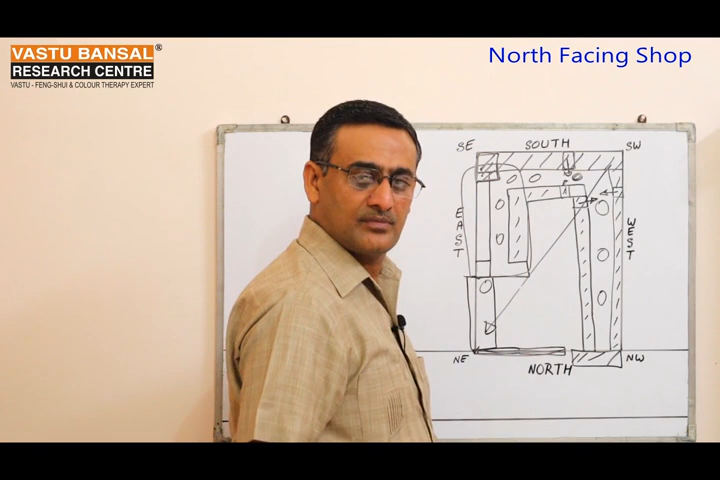 VASTU BANSAL®
RESEARCH CENTRE
VASTU - FENG-SHUI & COLOUR THERAPY EXPERT
North Facing Shop
SE SOUTH SW
EAST
WEST
NE NORTH NW